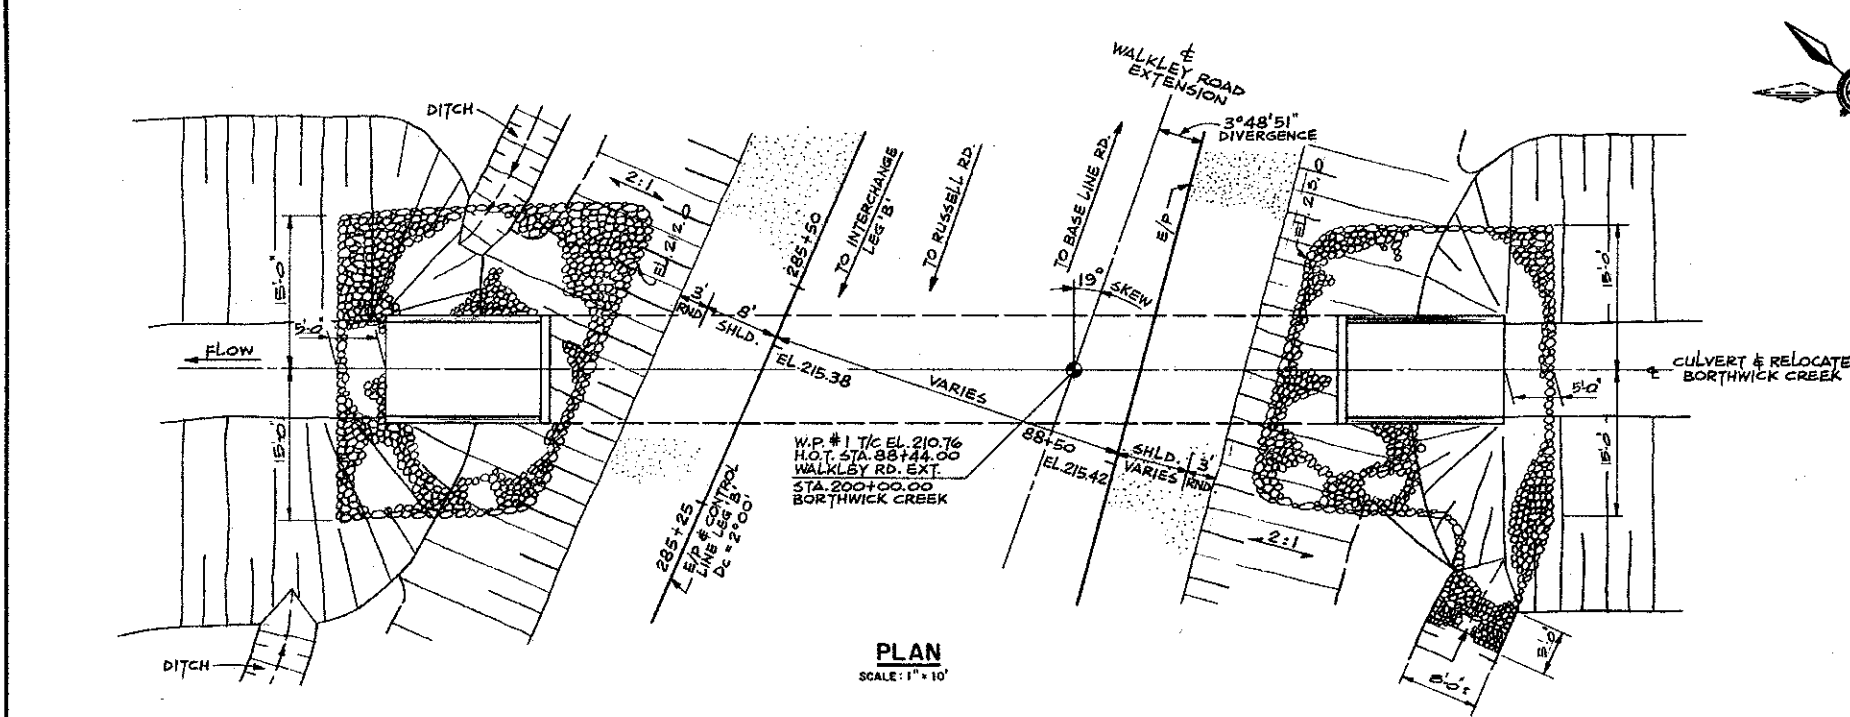 DITCH
℄
WALKLEY ROAD
EXTENSION
3°48'51"
DIVERGENCE
2:1
285+50
TO INTERCHANGE
LEG 'B'
TO RUSSELL RD.
TO BASE LINE RD.
E/P
EL. 212.0
EL. 213.0
15'-0"
15'-0"
19°
SKEW
3'
RND
8'
SHLD.
5'-0"
FLOW
EL. 215.38
VARIES
℄ CULVERT & RELOCATE
BORTHWICK CREEK
5'-0"
15'-0"
15'-0"
W.P. #1 T/C EL. 210.76
H.O.T. STA. 88+44.00
WALKLEY RD. EXT.
STA. 200+00.00
BORTHWICK CREEK
88+50
EL. 215.42
SHLD.
VARIES
3'
RND.
285+25
E/P & CONTROL
LINE LEG 'B'
Dc = 2°00'
2:1
DITCH
PLAN
SCALE: 1" = 10'
8'-0"±